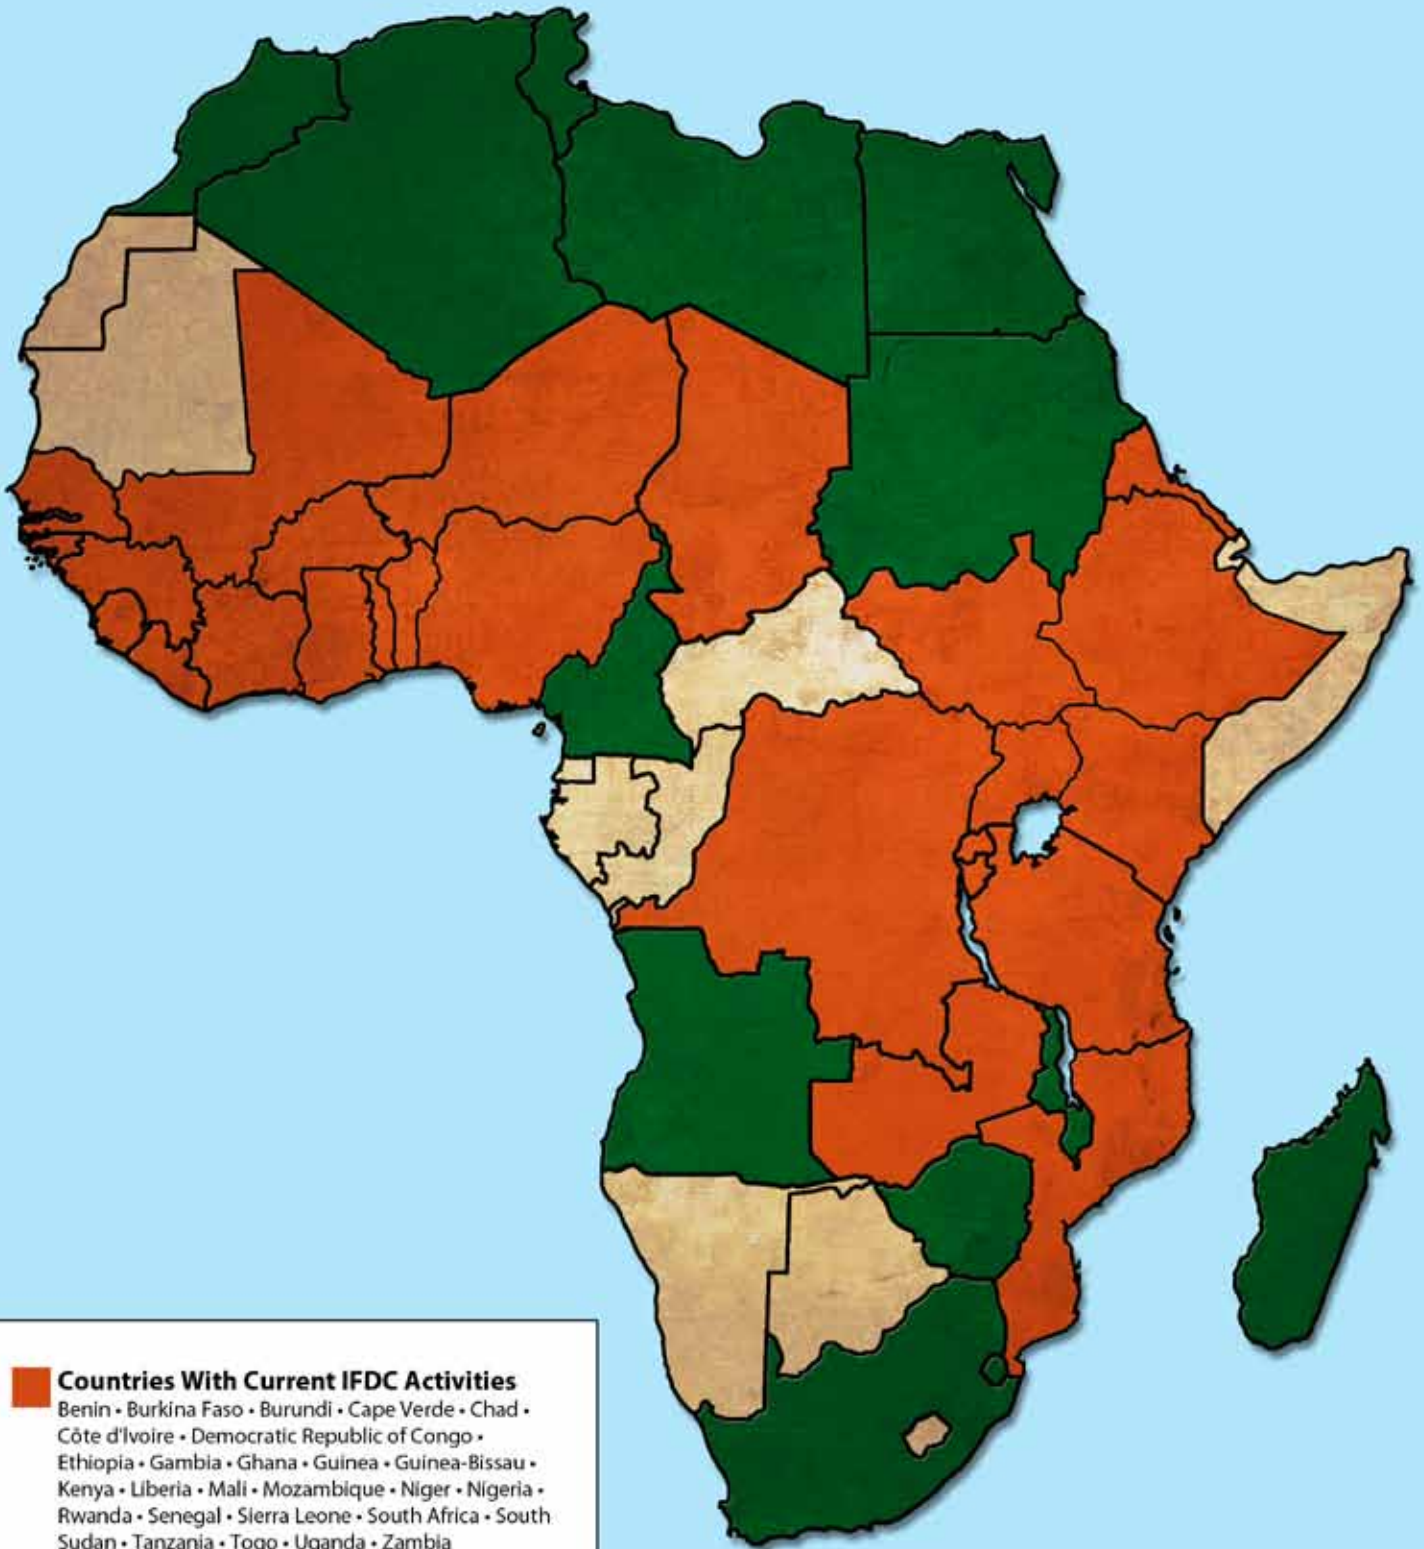 Countries With Current IFDC Activities
Benin • Burkina Faso • Burundi • Cape Verde • Chad •
Côte d'Ivoire • Democratic Republic of Congo •
Ethiopia • Gambia • Ghana • Guinea • Guinea-Bissau •
Kenya • Liberia • Mali • Mozambique • Niger • Nigeria •
Rwanda • Senegal • Sierra Leone • South Africa • South
Sudan • Tanzania • Togo • Uganda • Zambia